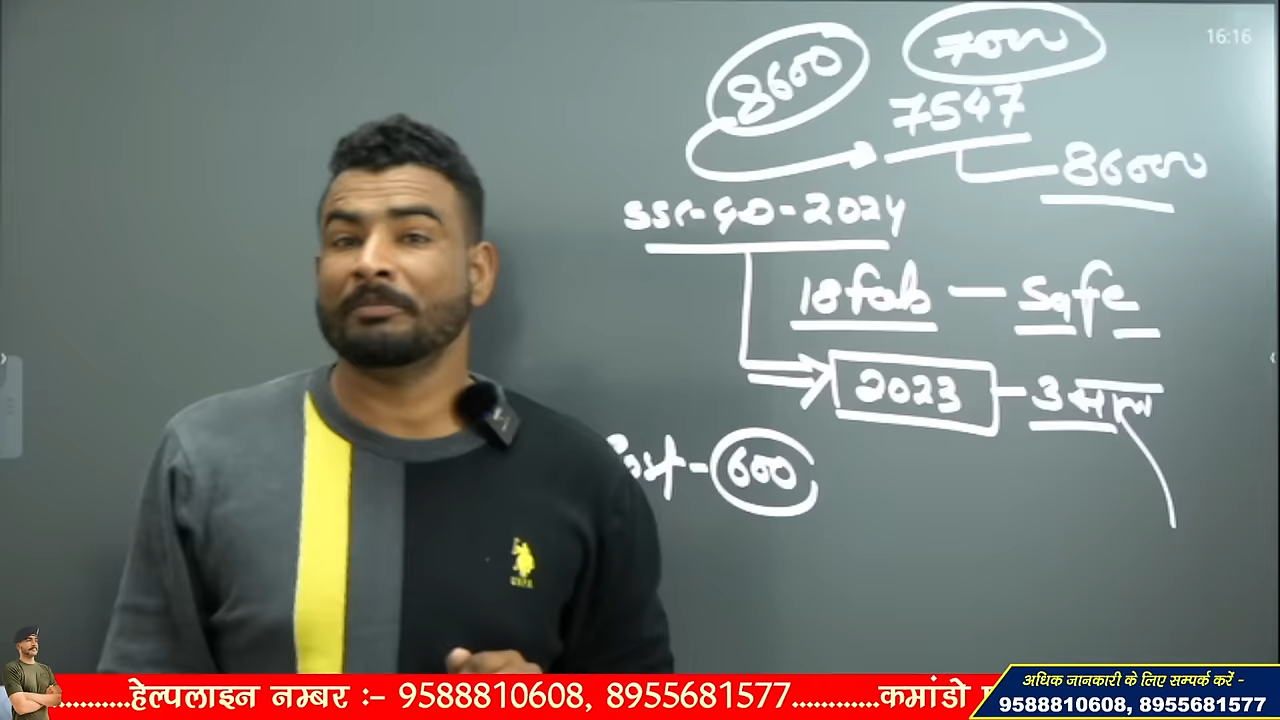 16:16
8600
7000
7547
86000
SSC-GD-2024
18 Feb - Safe
2023 - 3 साल
600
..........हेल्पलाइन नम्बर :- 9588810608, 8955681577............कमांडो
अधिक जानकारी के लिए सम्पर्क करें -
9588810608, 8955681577